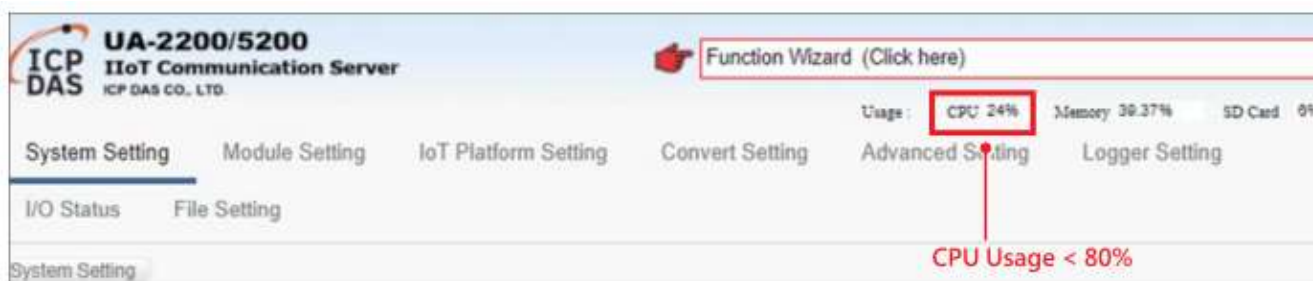 ICP DAS
UA-2200/5200
IIoT Communication Server
ICP DAS CO., LTD.
Function Wizard (Click here)
Usage : CPU 24% Memory 39.37% SD Card 6%
System Setting Module Setting IoT Platform Setting Convert Setting Advanced Setting Logger Setting
I/O Status File Setting
CPU Usage < 80%
System Setting